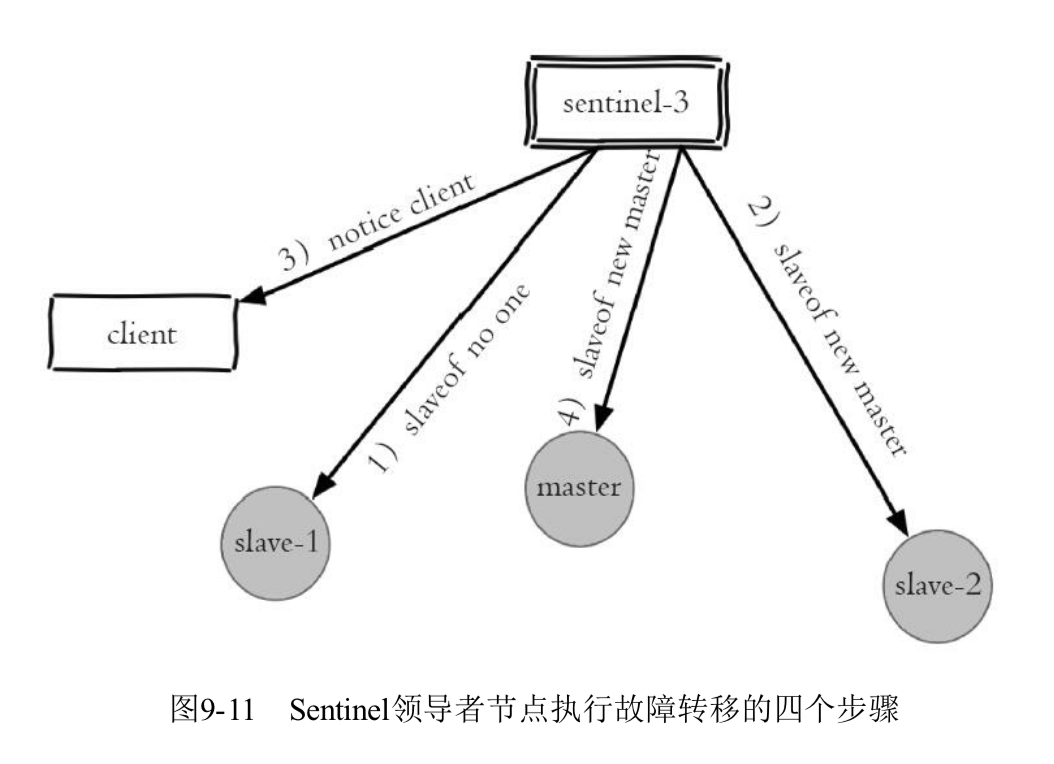 sentinel-3
3) notice client
client
1) slaveof no one
4) slaveof new master
2) slaveof new master
slave-1
master
slave-2
图9-11 Sentinel领导者节点执行故障转移的四个步骤